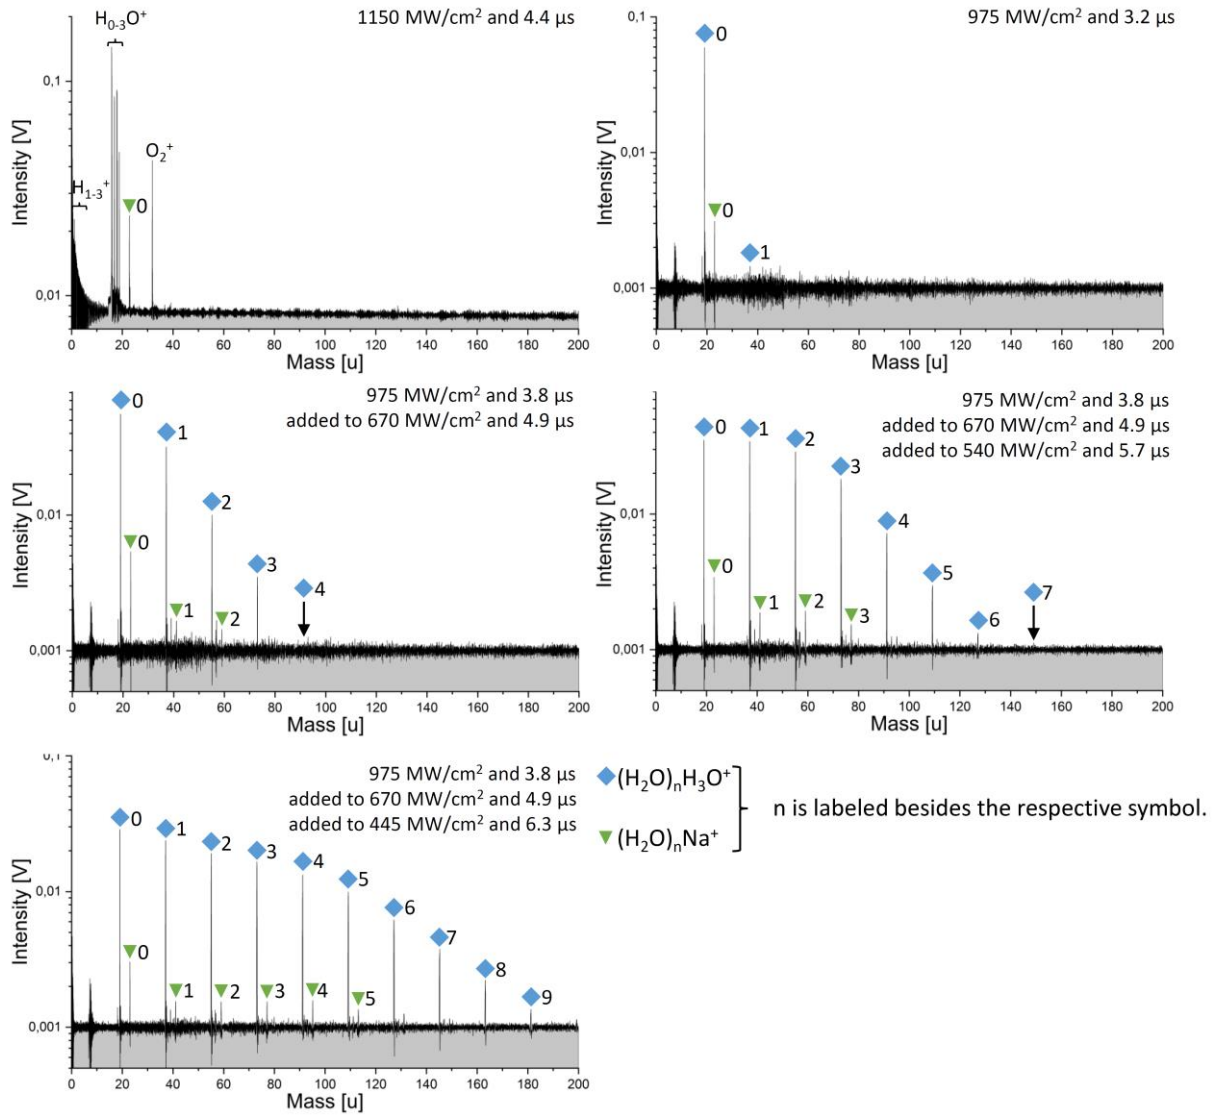 1150 MW/cm² and 4.4 µs
H₀₋₃O⁺
H₁₋₃⁺
0
O₂⁺
0,1
0,01
Intensity [V]
0 20 40 60 80 100 120 140 160 180 200
Mass [u]
975 MW/cm² and 3.2 µs
0
0
1
0,1
0,01
0,001
Intensity [V]
0 20 40 60 80 100 120 140 160 180 200
Mass [u]
975 MW/cm² and 3.8 µs
added to 670 MW/cm² and 4.9 µs
0 1 2 3 4
0 1 2
0,01
0,001
Intensity [V]
0 20 40 60 80 100 120 140 160 180 200
Mass [u]
975 MW/cm² and 3.8 µs
added to 670 MW/cm² and 4.9 µs
added to 540 MW/cm² and 5.7 µs
0 1 2 3 4 5 6 7
0 1 2 3
0,01
0,001
Intensity [V]
0 20 40 60 80 100 120 140 160 180 200
Mass [u]
975 MW/cm² and 3.8 µs
added to 670 MW/cm² and 4.9 µs
added to 445 MW/cm² and 6.3 µs
0 1 2 3 4 5 6 7 8 9
0 1 2 3 4 5
0,1
0,01
0,001
Intensity [V]
0 20 40 60 80 100 120 140 160 180 200
Mass [u]
(H₂O)ₙH₃O⁺
(H₂O)ₙNa⁺
n is labeled besides the respective symbol.